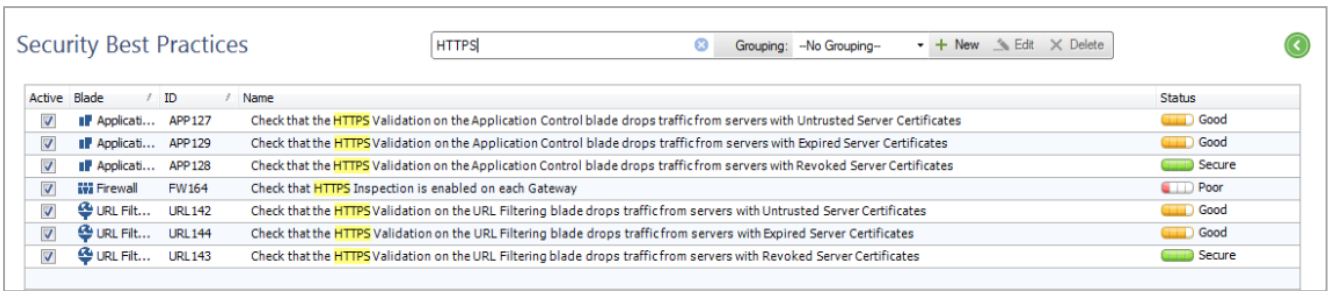 Security Best Practices
HTTPS Grouping: --No Grouping-- New Edit Delete
Active Blade ID Name Status
Applicati... APP127 Check that the HTTPS Validation on the Application Control blade drops traffic from servers with Untrusted Server Certificates Good
Applicati... APP129 Check that the HTTPS Validation on the Application Control blade drops traffic from servers with Expired Server Certificates Good
Applicati... APP128 Check that the HTTPS Validation on the Application Control blade drops traffic from servers with Revoked Server Certificates Secure
Firewall FW164 Check that HTTPS Inspection is enabled on each Gateway Poor
URL Filt... URL142 Check that the HTTPS Validation on the URL Filtering blade drops traffic from servers with Untrusted Server Certificates Good
URL Filt... URL144 Check that the HTTPS Validation on the URL Filtering blade drops traffic from servers with Expired Server Certificates Good
URL Filt... URL143 Check that the HTTPS Validation on the URL Filtering blade drops traffic from servers with Revoked Server Certificates Secure